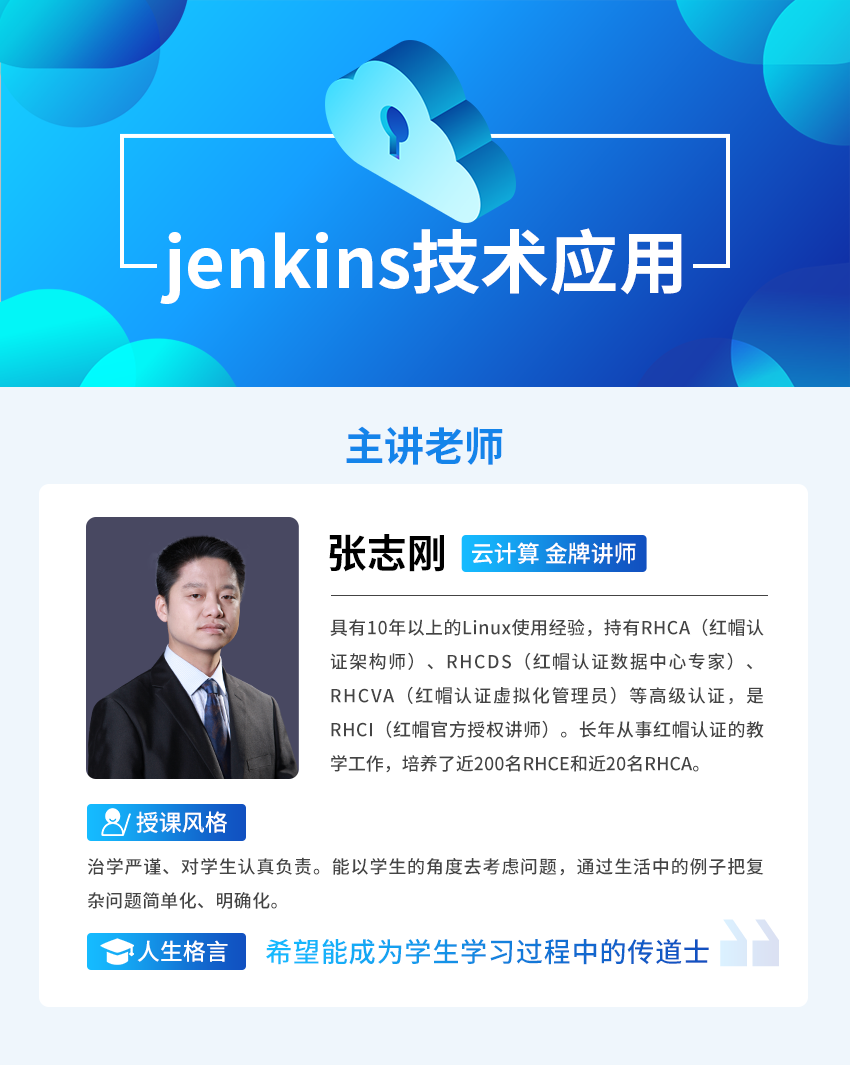 jenkins技术应用
主讲老师
张志刚
云计算 金牌讲师
具有10年以上的Linux使用经验，持有RHCA（红帽认
证架构师）、RHCDS（红帽认证数据中心专家）、
RHCVA（红帽认证虚拟化管理员）等高级认证，是
RHCI（红帽官方授权讲师）。长年从事红帽认证的教
学工作，培养了近200名RHCE和近20名RHCA。
授课风格
治学严谨、对学生认真负责。能以学生的角度去考虑问题，通过生活中的例子把复
杂问题简单化、明确化。
人生格言
希望能成为学生学习过程中的传道士